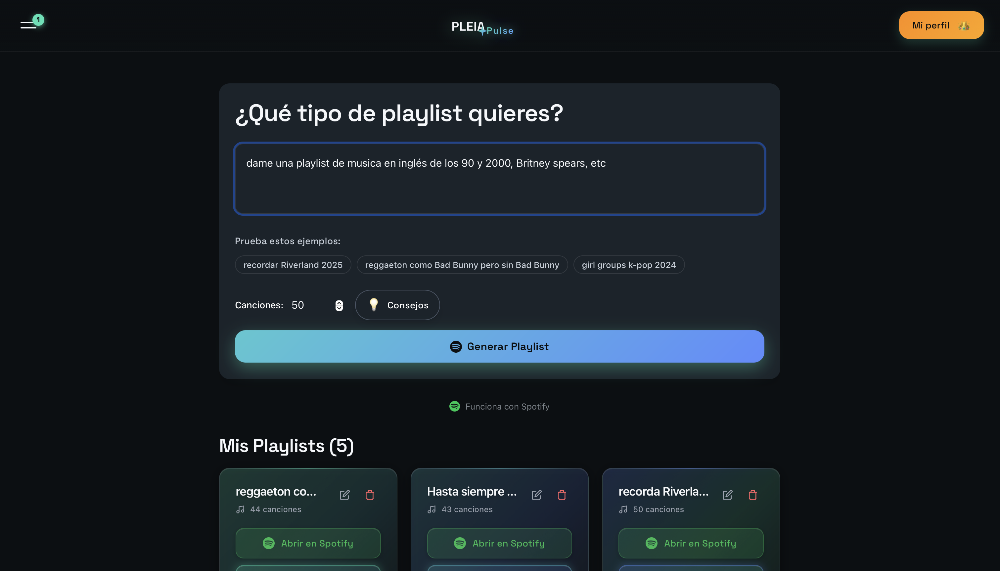 1
PLEIA Pulse
Mi perfil
¿Qué tipo de playlist quieres?
dame una playlist de musica en inglés de los 90 y 2000, Britney spears, etc
Prueba estos ejemplos:
recordar Riverland 2025
reggaeton como Bad Bunny pero sin Bad Bunny
girl groups k-pop 2024
Canciones: 50
Consejos
Generar Playlist
Funciona con Spotify
Mis Playlists (5)
reggaeton co...
44 canciones
Abrir en Spotify
Hasta siempre ...
43 canciones
Abrir en Spotify
recorda Riverla...
50 canciones
Abrir en Spotify